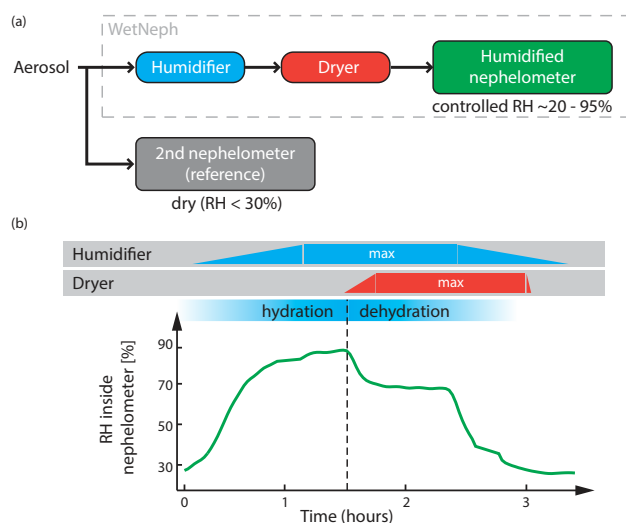 (a)
WetNeph
Aerosol
Humidifier
Dryer
Humidified
nephelometer
controlled RH ~20 - 95%
2nd nephelometer
(reference)
dry (RH < 30%)
(b)
Humidifier
max
Dryer
max
hydration
dehydration
RH inside
nephelometer [%]
90
70
50
30
0
1
2
3
Time (hours)